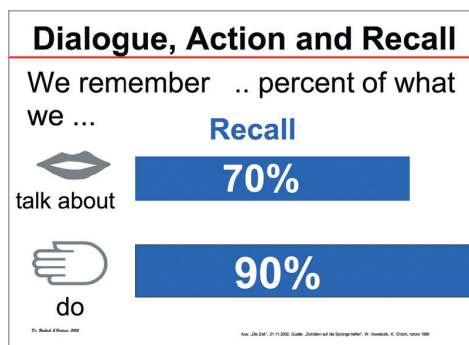 Dialogue, Action and Recall
We remember .. percent of what
we ...
Recall
70%
talk about
90%
do
Aus: „Die Zeit", 21.11.2002, Quelle: „Schülern auf die Sprünge helfen", W. Kowalczik, K. Ottich, rororo